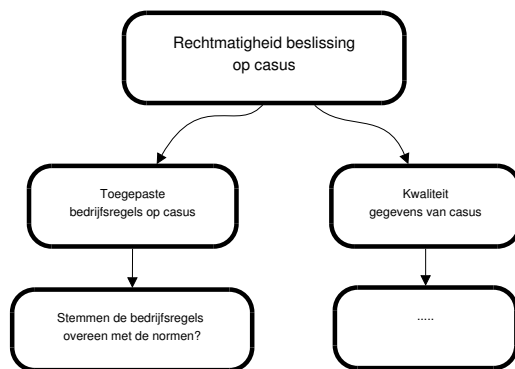 Rechtmatigheid beslissing
op casus
Toegepaste
bedrijfsregels op casus
Kwaliteit
gegevens van casus
Stemmen de bedrijfsregels
overeen met de normen?
.....